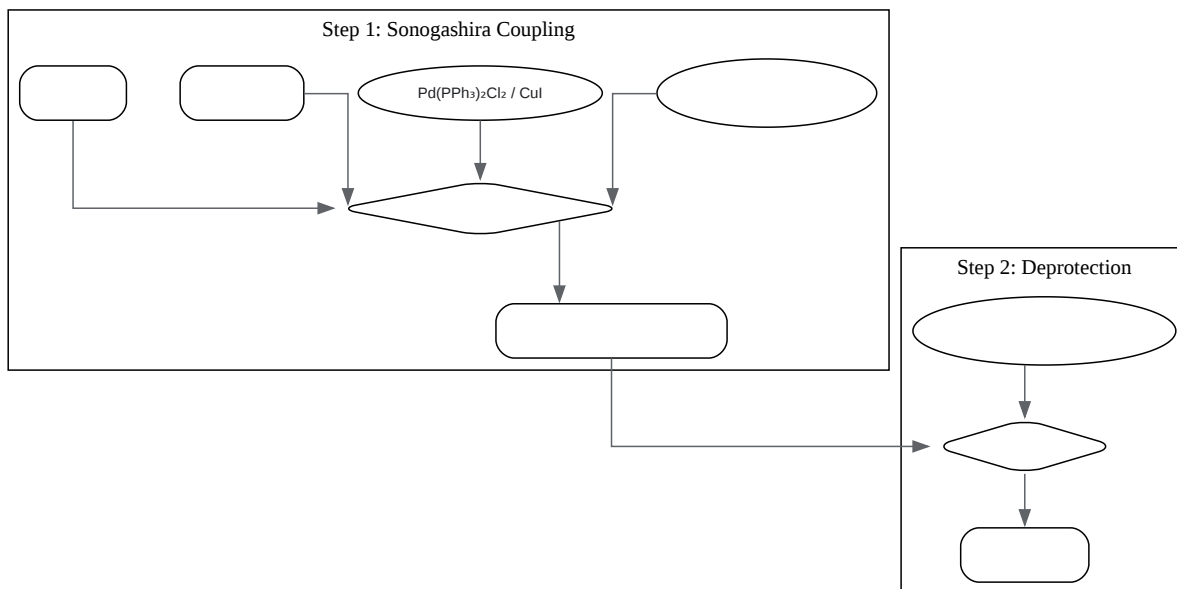 Step 1: Sonogashira Coupling
Pd(PPh₃)₂Cl₂ / CuI
Step 2: Deprotection